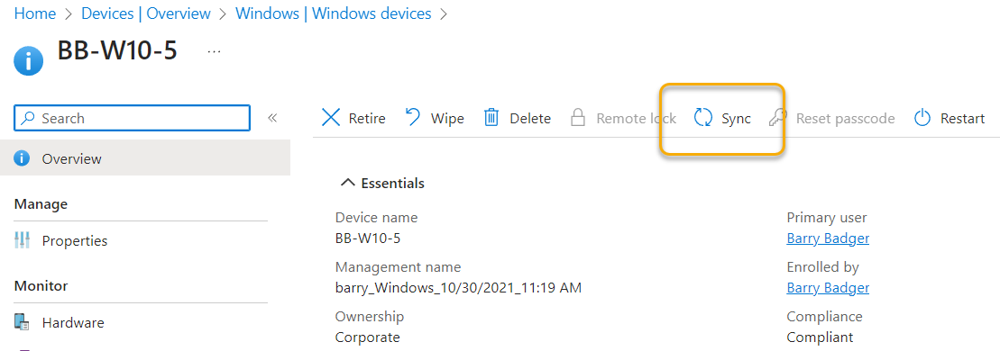 Home > Devices | Overview > Windows | Windows devices >
BB-W10-5 ...
Search «
Retire Wipe Delete Remote lock Sync Reset passcode Restart
Overview
Essentials
Manage
Device name Primary user
Properties
BB-W10-5 Barry Badger
Management name Enrolled by
Monitor
barry_Windows_10/30/2021_11:19 AM Barry Badger
Hardware
Ownership Compliance
Corporate Compliant